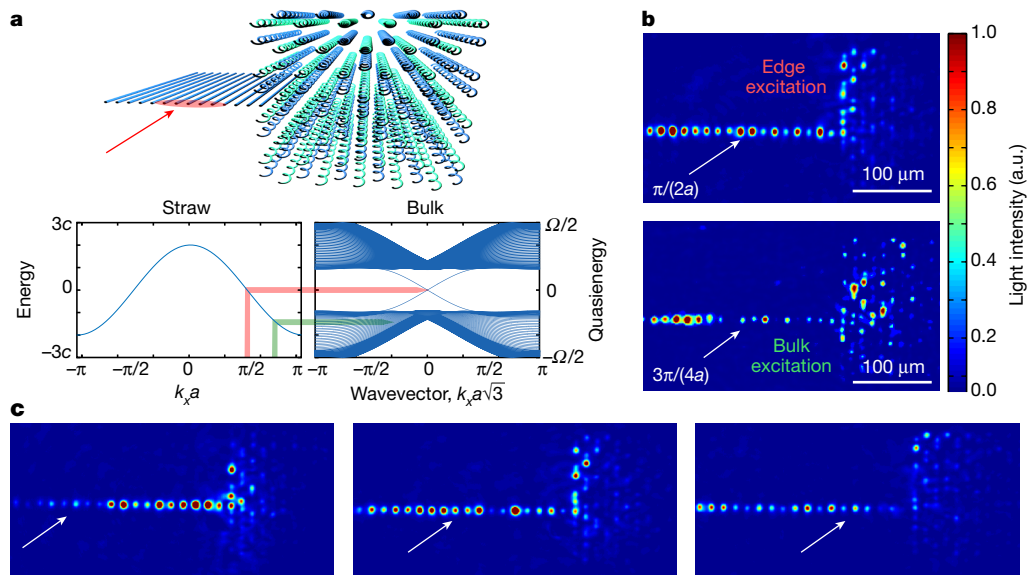 a
Straw
Bulk
3c
0
−3c
Energy
−π
−π/2
0
π/2
π
k_x a
Ω/2
0
−Ω/2
Quasienergy
−π
−π/2
0
π/2
π
Wavevector, k_x a√3
b
Edge
excitation
π/(2a)
100 µm
Bulk
excitation
3π/(4a)
100 µm
1.0
0.8
0.6
0.4
0.2
0.0
Light intensity (a.u.)
c